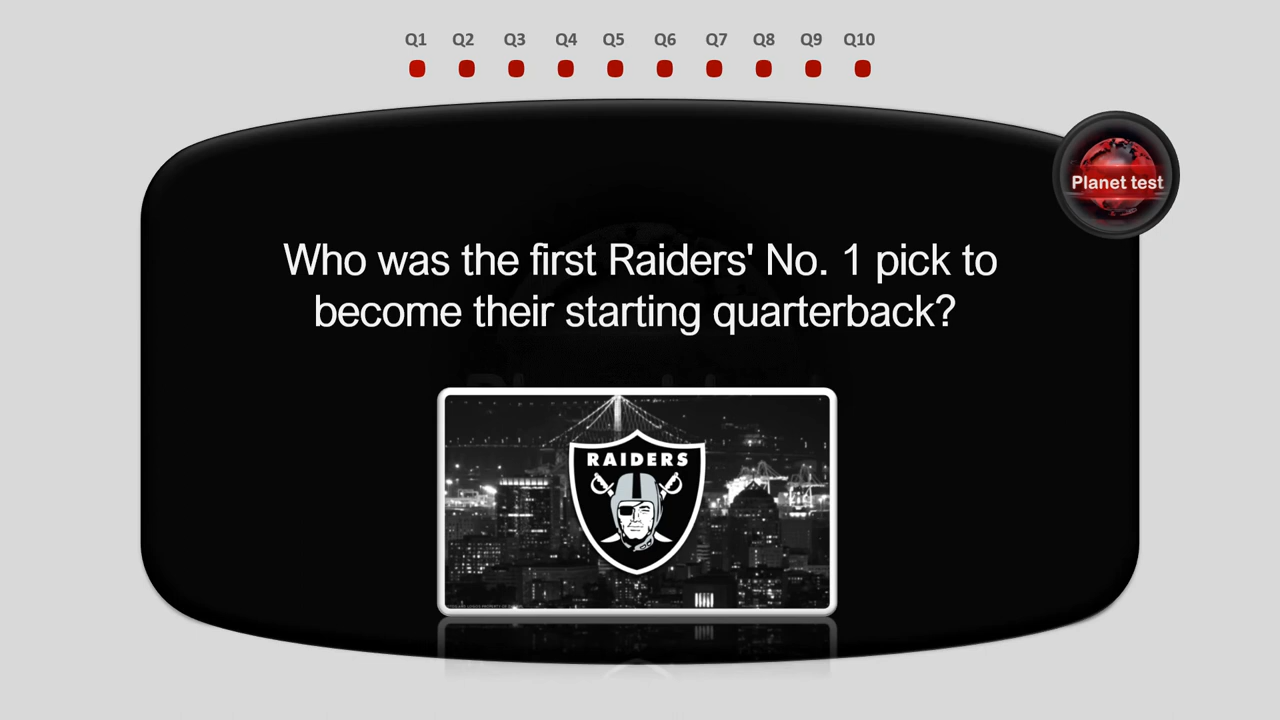 Q1 Q2 Q3 Q4 Q5 Q6 Q7 Q8 Q9 Q10
Planet test
Who was the first Raiders' No. 1 pick to
become their starting quarterback?
RAIDERS